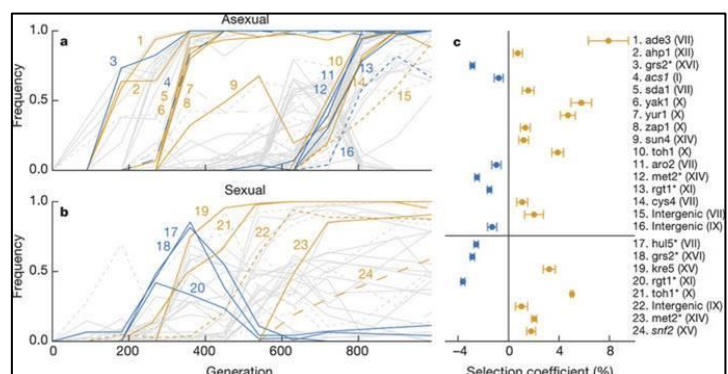 Asexual
a
c
1.0
0.5
0.0
Frequency
1
2
3
4
5
6
7
8
9
10
11
12
13
14
15
16
Sexual
b
1.0
0.5
0.0
Frequency
17
18
19
20
21
22
23
24
0 200 400 600 800
Generation
1. ade3 (VII)
2. ahp1 (XII)
3. grs2* (XVI)
4. acs1 (I)
5. sda1 (VII)
6. yak1 (X)
7. yur1 (X)
8. zap1 (X)
9. sun4 (XIV)
10. toh1 (X)
11. aro2 (VII)
12. met2* (XIV)
13. rgt1* (XI)
14. cys4 (VII)
15. Intergenic (VII)
16. Intergenic (IX)
17. hul5* (VII)
18. grs2* (XVI)
19. kre5 (XV)
20. rgt1* (XI)
21. toh1* (X)
22. Intergenic (IX)
23. met2* (XIV)
24. snf2 (XV)
−4 0 4 8
Selection coefficient (%)